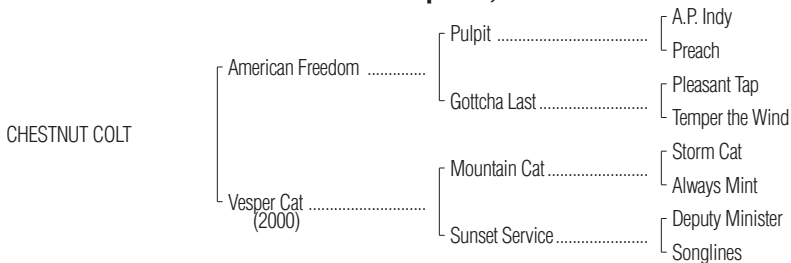 A.P. Indy
Pulpit
Preach
American Freedom
Pleasant Tap
Gottcha Last
Temper the Wind
CHESTNUT COLT
Storm Cat
Mountain Cat
Always Mint
Vesper Cat
(2000)
Deputy Minister
Sunset Service
Songlines